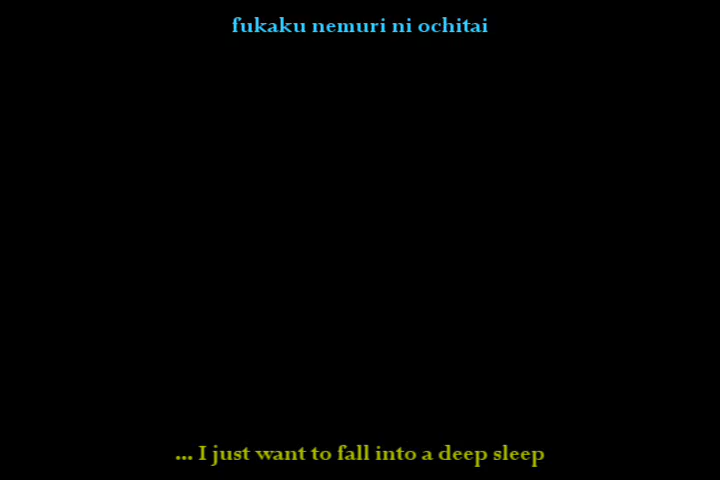 fukaku nemuri ni ochitai
... I just want to fall into a deep sleep